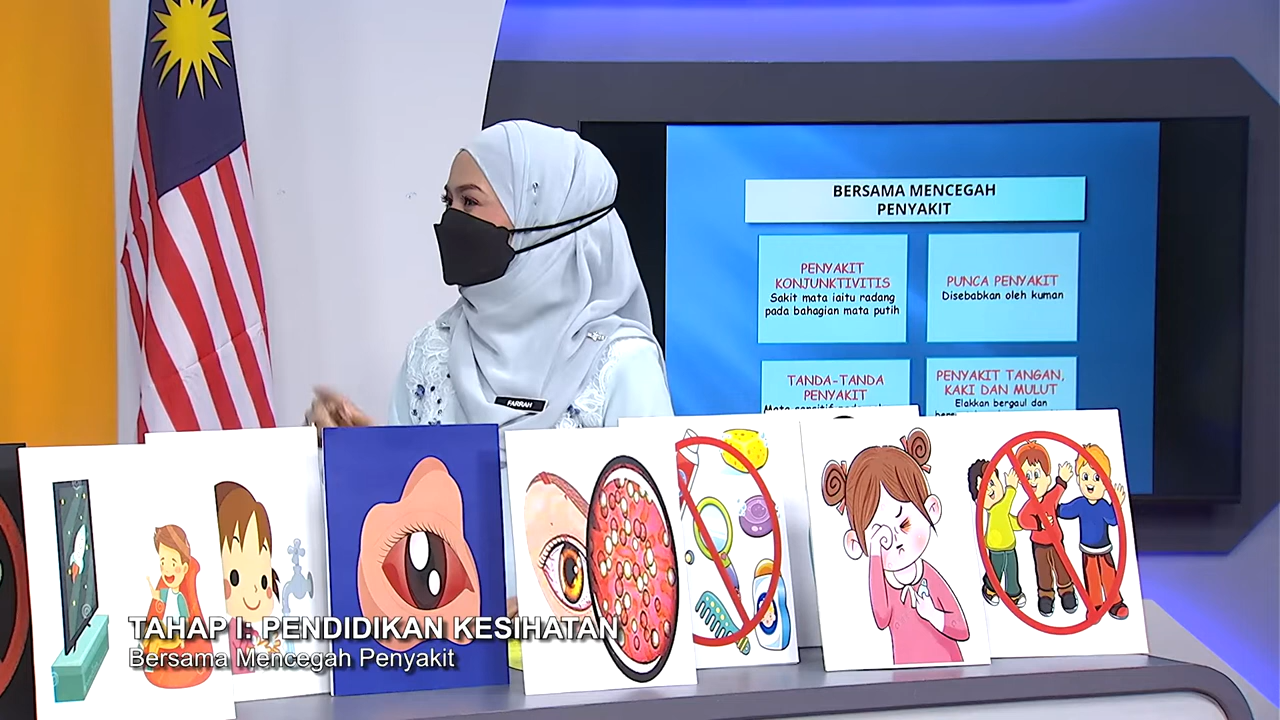 BERSAMA MENCEGAH
PENYAKIT
PENYAKIT
KONJUNKTIVITIS
Sakit mata iaitu radang
pada bahagian mata putih
PUNCA PENYAKIT
Disebabkan oleh kuman
TANDA-TANDA
PENYAKIT
PENYAKIT TANGAN,
KAKI DAN MULUT
Elakkan bergaul dan
FARRAH
TAHAP I: PENDIDIKAN KESIHATAN
Bersama Mencegah Penyakit